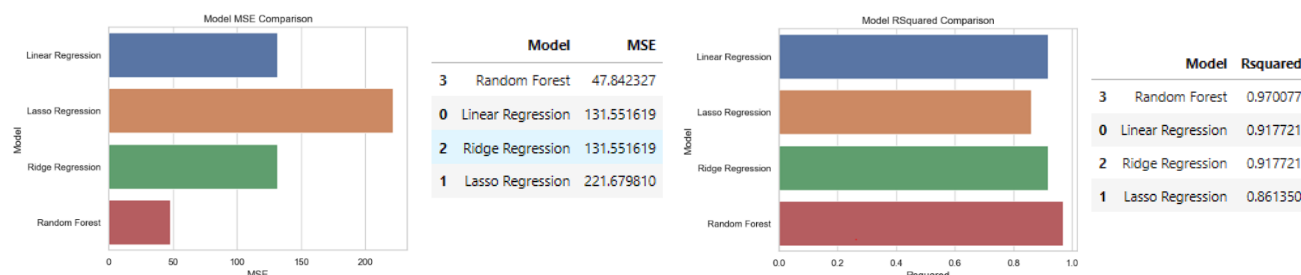 Model MSE Comparison
Model
Linear Regression
Lasso Regression
Ridge Regression
Random Forest
0 50 100 150 200
MSE
Model MSE
3 Random Forest 47.842327
0 Linear Regression 131.551619
2 Ridge Regression 131.551619
1 Lasso Regression 221.679810
Model RSquared Comparison
Model
Linear Regression
Lasso Regression
Ridge Regression
Random Forest
0.0 0.2 0.4 0.6 0.8 1.0
Rsquared
Model Rsquared
3 Random Forest 0.970077
0 Linear Regression 0.917721
2 Ridge Regression 0.917721
1 Lasso Regression 0.861350